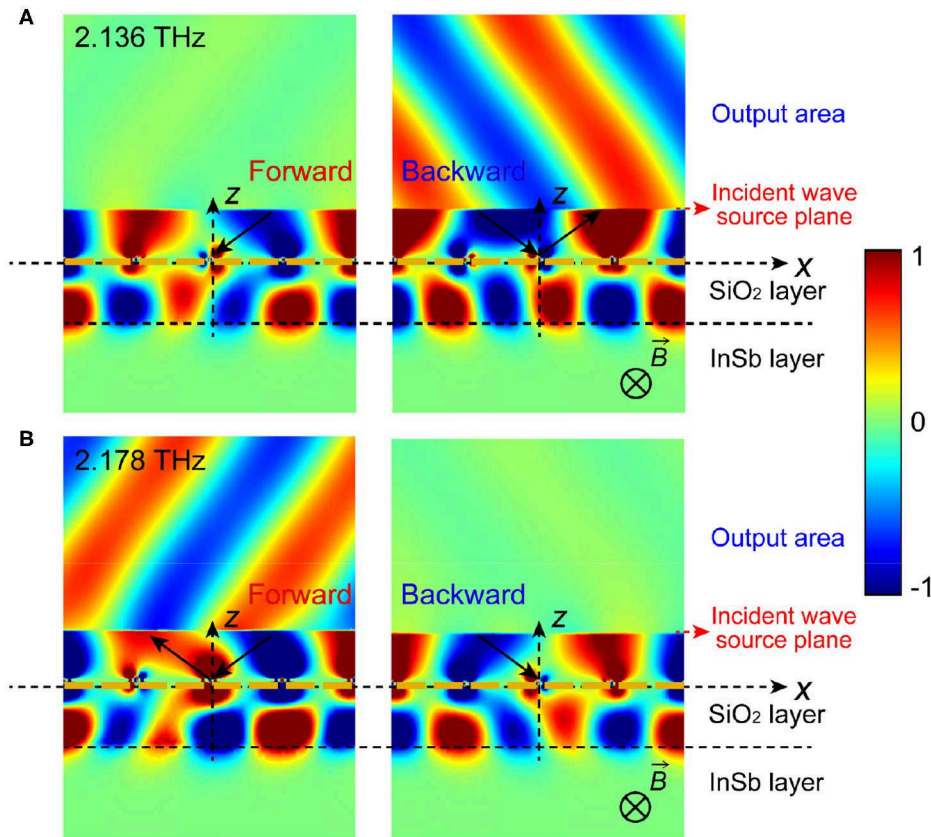 A
2.136 THz
Forward
Z
Backward
Z
Output area
Incident wave
source plane
X
SiO2 layer
InSb layer
B
1
0
-1
B
2.178 THz
Forward
Z
Backward
Z
Output area
Incident wave
source plane
X
SiO2 layer
InSb layer
B